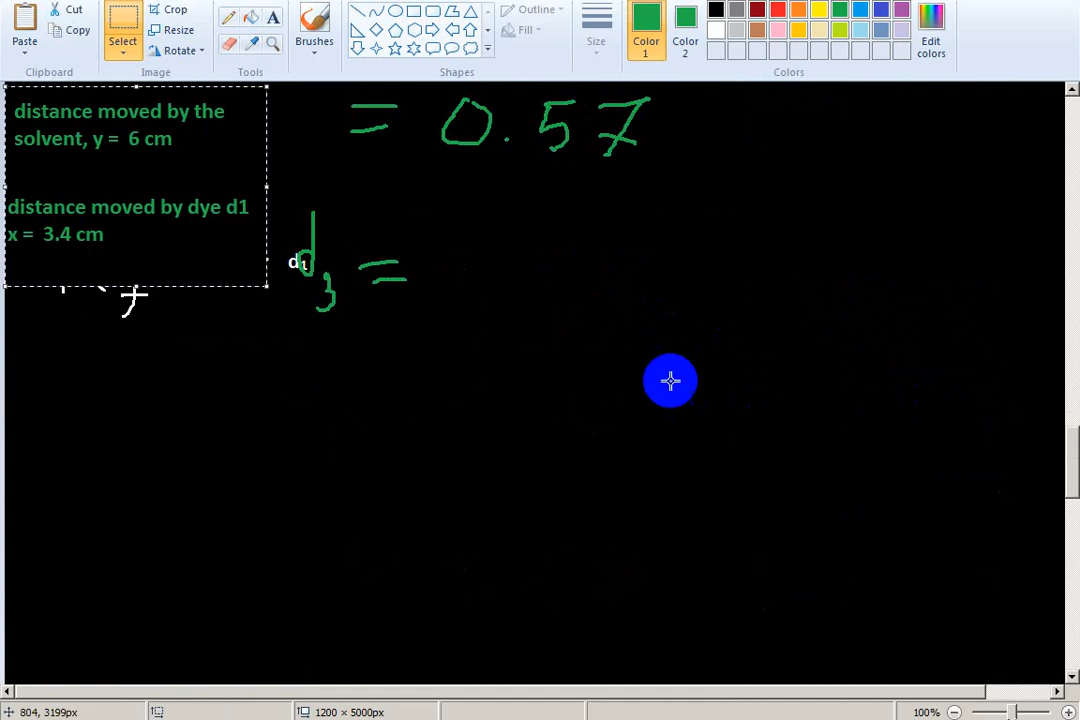 Paste
Cut
Copy
Select
Crop
Resize
Rotate
A
Brushes
Outline
Fill
Size
Color 1
Color 2
Edit colors
Clipboard
Image
Tools
Shapes
Colors
distance moved by the
solvent, y = 6 cm
= 0.57
distance moved by dye d1
x = 3.4 cm
d1
d3 =
804, 3199px
1200 × 5000px
100%